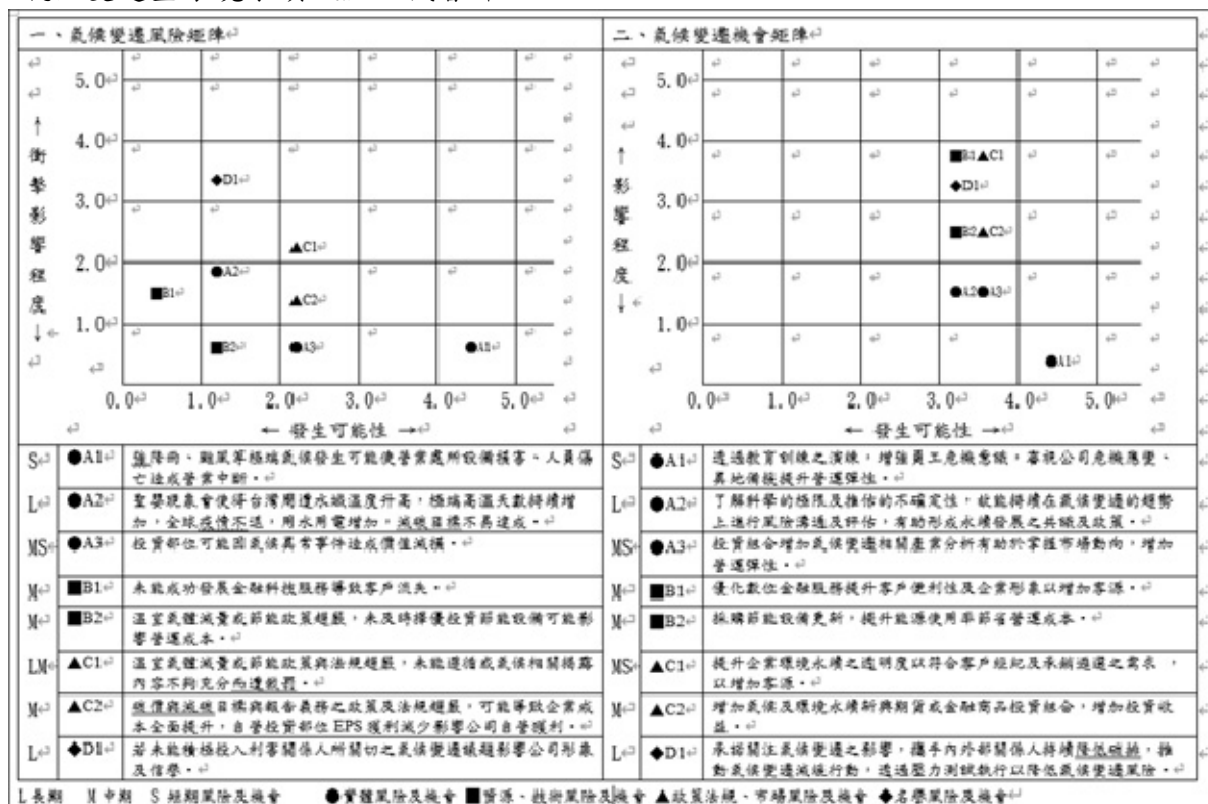 一、氣候變遷風險矩陣
二、氣候變遷機會矩陣
↑衝擊影響程度↓
5.0
4.0
3.0
2.0
1.0
◆D1
▲C1
●A2
■B1
▲C2
■B2
●A3
●A1
0.0 1.0 2.0 3.0 4.0 5.0
← 發生可能性 →
↑影響程度↓
5.0
4.0
3.0
2.0
1.0
■B1▲C1
◆D1
■B2▲C2
●A2●A3
●A1
0.0 1.0 2.0 3.0 4.0 5.0
← 發生可能性 →
S ●A1 強降雨、颱風等極端氣候發生可能使營業處所設備損害、人員傷
亡造成營業中斷。
L ●A2 聖嬰現象會使得台灣周遭水域溫度升高,極端高溫天數持續增
加,全球疫情不退,用水用電增加。減碳目標不易達成。
MS ●A3 投資部位可能因氣候異常事件造成價值減損。
M ■B1 未能成功發展金融科技服務導致客戶流失。
M ■B2 溫室氣體減量或節能政策趨嚴,未及時擇優投資節能設備可能影
響營運成本。
LM ▲C1 溫室氣體減量或節能政策與法規趨嚴,未能遵循或氣候相關揭露
內容不夠充分而遭裁罰。
M ▲C2 碳價與減碳目標與報告義務之政策及法規趨嚴,可能導致企業成
本全面提升,自營投資部位EPS獲利減少影響公司自營獲利。
L ◆D1 若未能積極投入利害關係人所關切之氣候變遷議題影響公司形象
及信譽。
S ●A1 透過教育訓練之演練,增強員工危機意識。審視公司危機應變、
異地備援提升營運彈性。
L ●A2 了解科學的極限及推估的不確定性,就能持續在氣候變遷的趨勢
上進行風險溝通及評估,有助形成永續發展之共識及政策。
MS ●A3 投資組合增加氣候變遷相關產業分析有助於掌握市場動向,增加
營運彈性。
M ■B1 優化數位金融服務提升客戶便利性及企業形象以增加客源。
M ■B2 採購節能設備更新,提升能源使用率節省營運成本。
MS ▲C1 提升企業環境永續之透明度以符合客戶經紀及承銷遴選之需求,
以增加客源。
M ▲C2 增加氣候及環境永續新興期貨或金融商品投資組合,增加投資收
益。
L ◆D1 承諾關注氣候變遷之影響,攜手內外部關係人持續降低碳排,推
動氣候變遷減緩行動,透過壓力測試執行以降低氣候變遷風險。
L長期 M中期 S短期風險及機會 ●實體風險及機會 ■資源、技術風險及機會 ▲政策法規、市場風險及機會 ◆名譽風險及機會